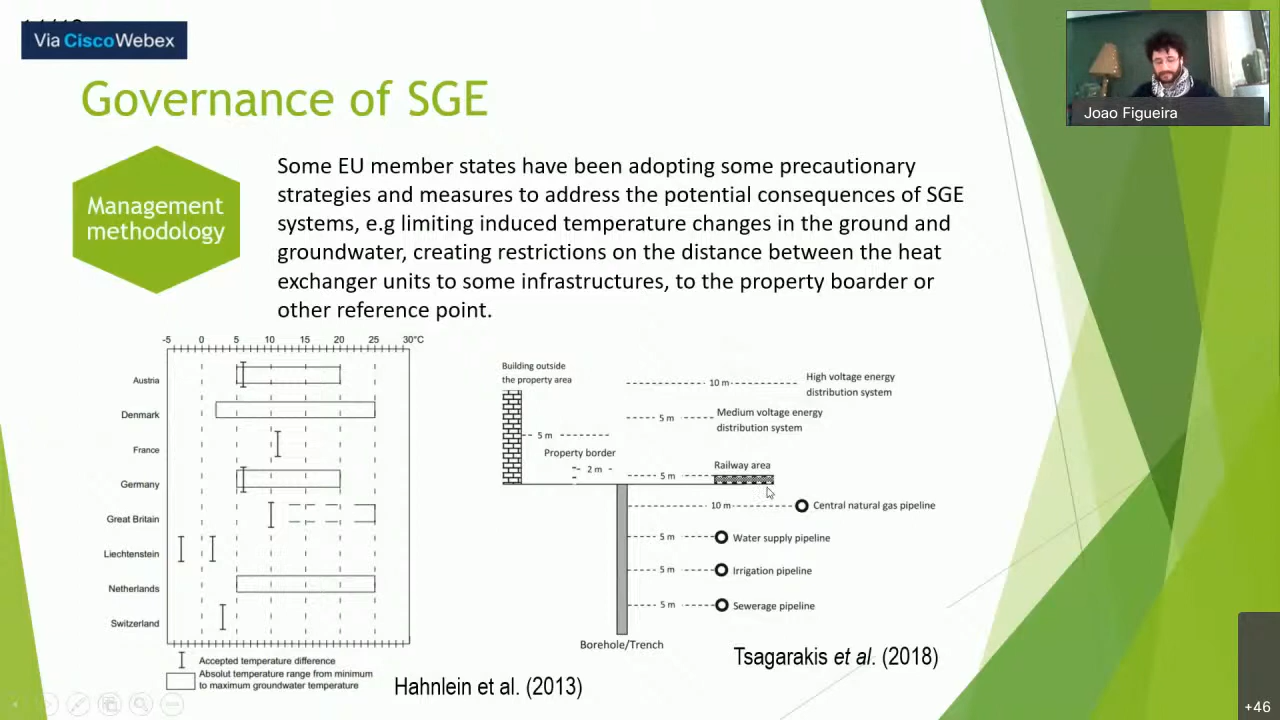 Via Cisco Webex
Governance of SGE
Joao Figueira
Management
methodology
Some EU member states have been adopting some precautionary
strategies and measures to address the potential consequences of SGE
systems, e.g limiting induced temperature changes in the ground and
groundwater, creating restrictions on the distance between the heat
exchanger units to some infrastructures, to the property boarder or
other reference point.
-5 0 5 10 15 20 25 30°C
Austria
Denmark
France
Germany
Great Britain
Liechtenstein
Netherlands
Switzerland
Accepted temperature difference
Absolut temperature range from minimum
to maximum groundwater temperature
Hahnlein et al. (2013)
Building outside
the property area
10 m
High voltage energy
distribution system
5 m
Medium voltage energy
distribution system
5 m
Property border
2 m
Railway area
5 m
10 m
Central natural gas pipeline
5 m
Water supply pipeline
5 m
Irrigation pipeline
5 m
Sewerage pipeline
Borehole/Trench
Tsagarakis et al. (2018)
+46